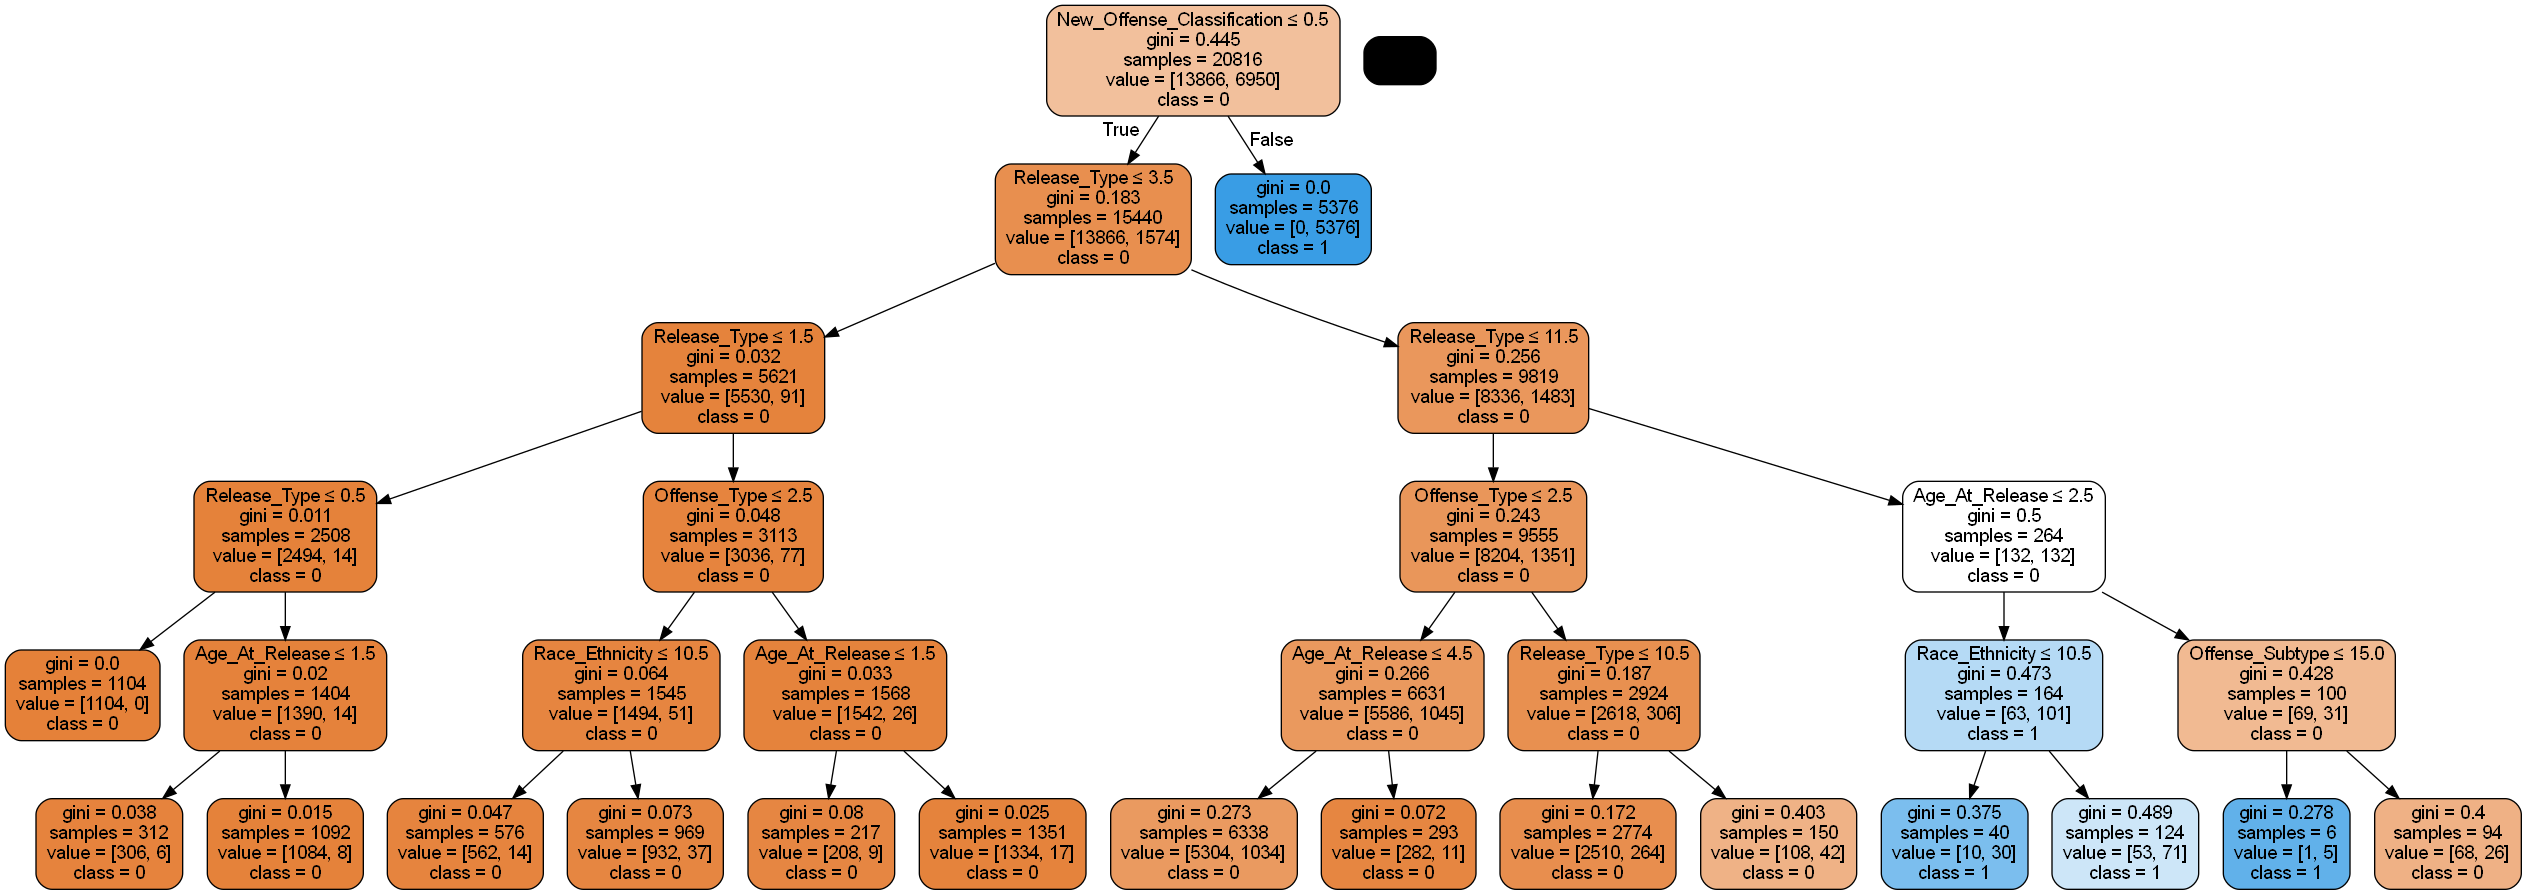 New_Offense_Classification ≤ 0.5
gini = 0.445
samples = 20816
value = [13866, 6950]
class = 0
True
False
Release_Type ≤ 3.5
gini = 0.183
samples = 15440
value = [13866, 1574]
class = 0
gini = 0.0
samples = 5376
value = [0, 5376]
class = 1
Release_Type ≤ 1.5
gini = 0.032
samples = 5621
value = [5530, 91]
class = 0
Release_Type ≤ 11.5
gini = 0.256
samples = 9819
value = [8336, 1483]
class = 0
Release_Type ≤ 0.5
gini = 0.011
samples = 2508
value = [2494, 14]
class = 0
Offense_Type ≤ 2.5
gini = 0.048
samples = 3113
value = [3036, 77]
class = 0
Offense_Type ≤ 2.5
gini = 0.243
samples = 9555
value = [8204, 1351]
class = 0
Age_At_Release ≤ 2.5
gini = 0.5
samples = 264
value = [132, 132]
class = 0
gini = 0.0
samples = 1104
value = [1104, 0]
class = 0
Age_At_Release ≤ 1.5
gini = 0.02
samples = 1404
value = [1390, 14]
class = 0
Race_Ethnicity ≤ 10.5
gini = 0.064
samples = 1545
value = [1494, 51]
class = 0
Age_At_Release ≤ 1.5
gini = 0.033
samples = 1568
value = [1542, 26]
class = 0
Age_At_Release ≤ 4.5
gini = 0.266
samples = 6631
value = [5586, 1045]
class = 0
Release_Type ≤ 10.5
gini = 0.187
samples = 2924
value = [2618, 306]
class = 0
Race_Ethnicity ≤ 10.5
gini = 0.473
samples = 164
value = [63, 101]
class = 1
Offense_Subtype ≤ 15.0
gini = 0.428
samples = 100
value = [69, 31]
class = 0
gini = 0.038
samples = 312
value = [306, 6]
class = 0
gini = 0.015
samples = 1092
value = [1084, 8]
class = 0
gini = 0.047
samples = 576
value = [562, 14]
class = 0
gini = 0.073
samples = 969
value = [932, 37]
class = 0
gini = 0.08
samples = 217
value = [208, 9]
class = 0
gini = 0.025
samples = 1351
value = [1334, 17]
class = 0
gini = 0.273
samples = 6338
value = [5304, 1034]
class = 0
gini = 0.072
samples = 293
value = [282, 11]
class = 0
gini = 0.172
samples = 2774
value = [2510, 264]
class = 0
gini = 0.403
samples = 150
value = [108, 42]
class = 0
gini = 0.375
samples = 40
value = [10, 30]
class = 1
gini = 0.489
samples = 124
value = [53, 71]
class = 1
gini = 0.278
samples = 6
value = [1, 5]
class = 1
gini = 0.4
samples = 94
value = [68, 26]
class = 0